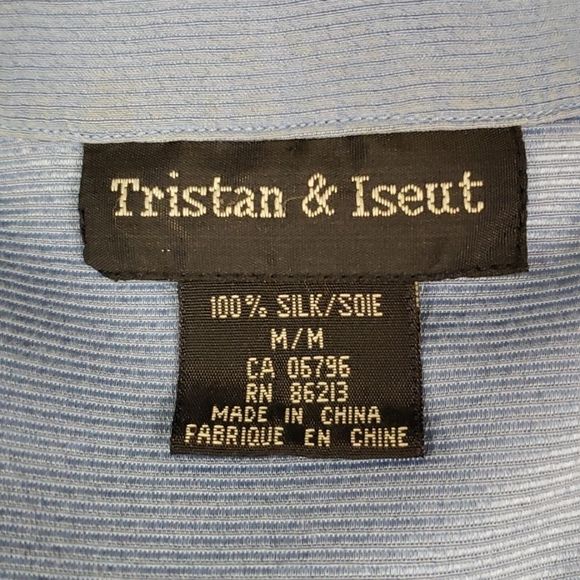 Tristan & Iseut
100% SILK/SOIE
M/M
CA 06796
RN 86213
MADE IN CHINA
FABRIQUE EN CHINE